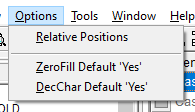 Options Tools Window Help
Relative Positions
ZeroFill Default 'Yes'
DecChar Default 'Yes'